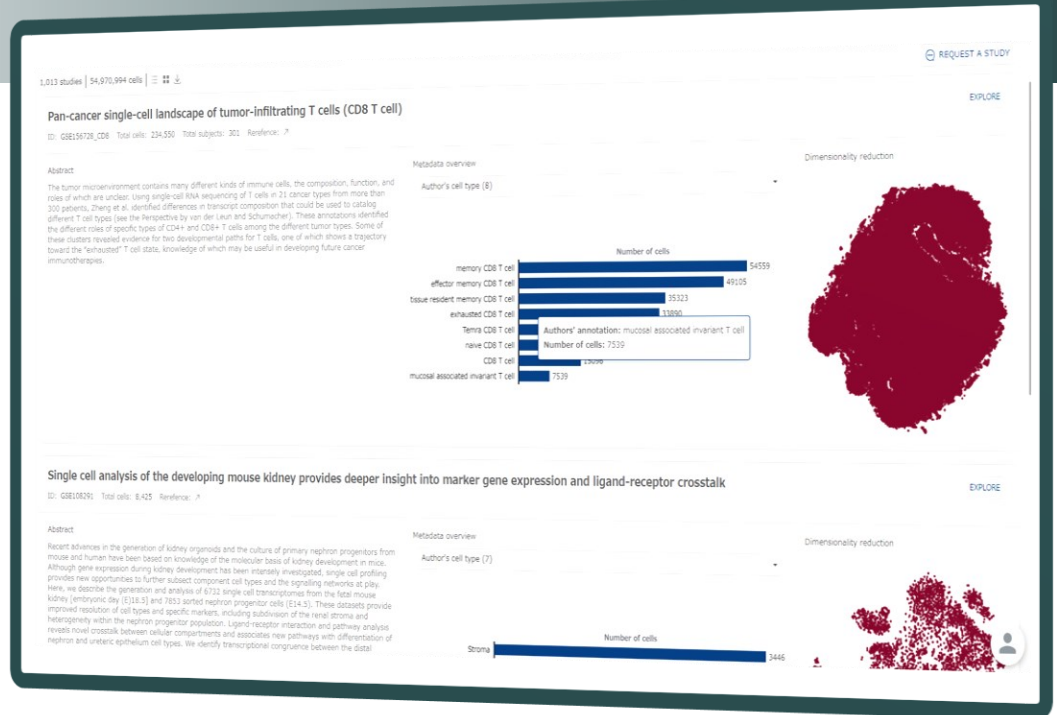 REQUEST A STUDY
1,013 studies | 54,970,994 cells
Pan-cancer single-cell landscape of tumor-infiltrating T cells (CD8 T cell)
EXPLORE
ID: GSE156728_CD8 Total cells: 234,550 Total subjects: 301 Rerefence:
Abstract
The tumor microenvironment contains many different kinds of immune cells, the composition, function, and
roles of which are unclear. Using single-cell RNA sequencing of T cells in 21 cancer types from more than
300 patients, Zheng et al. identified differences in transcript composition that could be used to catalog
different T cell types (see the Perspective by van der Leun and Schumacher). These annotations identified
the different roles of specific types of CD4+ and CD8+ T cells among the different tumor types. Some of
these clusters revealed evidence for two developmental paths for T cells, one of which shows a trajectory
toward the "exhausted" T cell state, knowledge of which may be useful in developing future cancer
immunotherapies.
Metadata overview
Author's cell type (8)
Number of cells
memory CD8 T cell 54559
effector memory CD8 T cell 49105
tissue resident memory CD8 T cell 35323
exhausted CD8 T cell 33890
Temra CD8 T cell
naive CD8 T cell
CD8 T cell 15098
mucosal associated invariant T cell 7539
Authors' annotation: mucosal associated invariant T cell
Number of cells: 7539
Dimensionality reduction
Single cell analysis of the developing mouse kidney provides deeper insight into marker gene expression and ligand-receptor crosstalk
EXPLORE
ID: GSE108291 Total cells: 8,425 Rerefence:
Abstract
Recent advances in the generation of kidney organoids and the culture of primary nephron progenitors from
mouse and human have been based on knowledge of the molecular basis of kidney development in mice.
Although gene expression during kidney development has been intensely investigated, single cell profiling
provides new opportunities to further subsect component cell types and the signalling networks at play.
Here, we describe the generation and analysis of 6732 single cell transcriptomes from the fetal mouse
kidney [embryonic day (E)18.5] and 7853 sorted nephron progenitor cells (E14.5). These datasets provide
improved resolution of cell types and specific markers, including subdivision of the renal stroma and
heterogeneity within the nephron progenitor population. Ligand-receptor interaction and pathway analysis
reveals novel crosstalk between cellular compartments and associates new pathways with differentiation of
nephron and ureteric epithelium cell types. We identify transcriptional congruence between the distal
Metadata overview
Author's cell type (7)
Number of cells
Stroma 3446
Dimensionality reduction